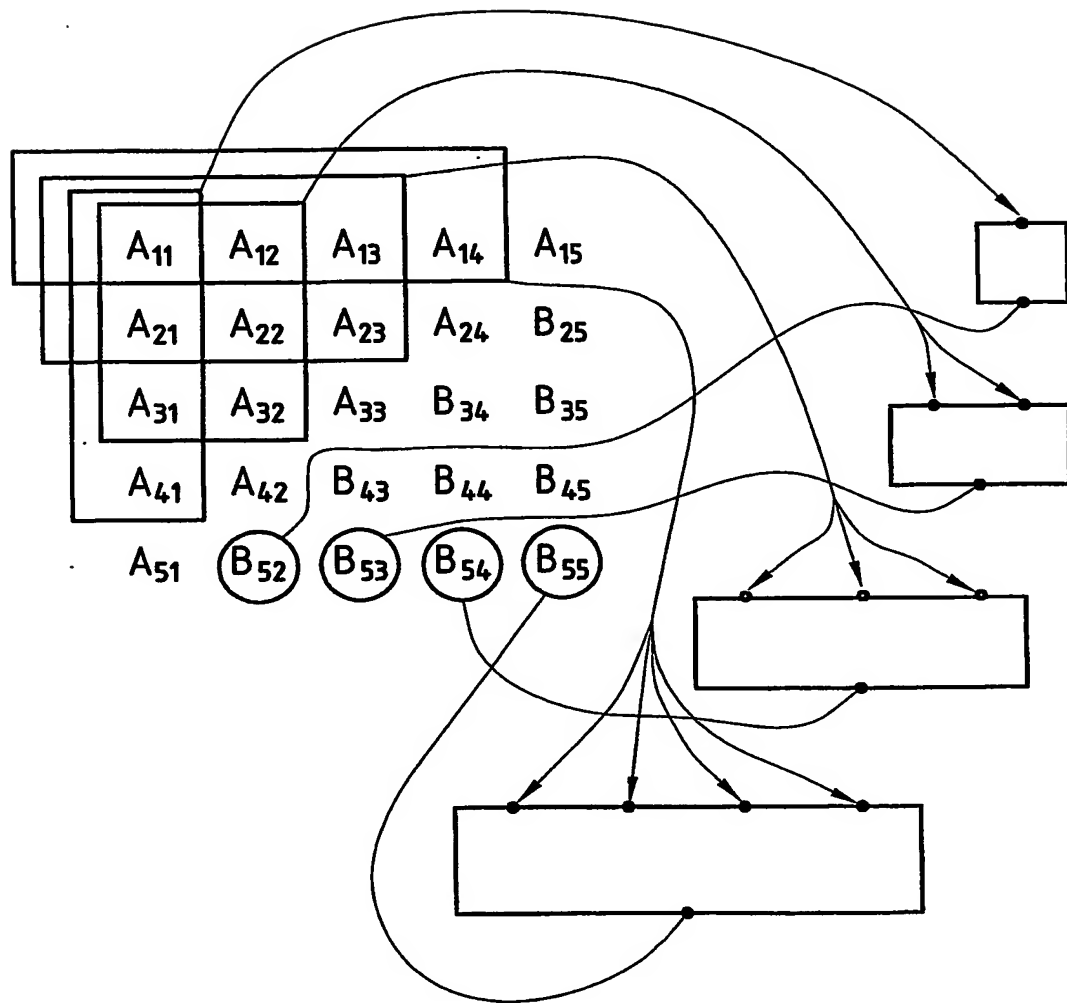 A₁₁ A₁₂ A₁₃ A₁₄ A₁₅
A₂₁ A₂₂ A₂₃ A₂₄ B₂₅
A₃₁ A₃₂ A₃₃ B₃₄ B₃₅
A₄₁ A₄₂ B₄₃ B₄₄ B₄₅
A₅₁ B₅₂ B₅₃ B₅₄ B₅₅